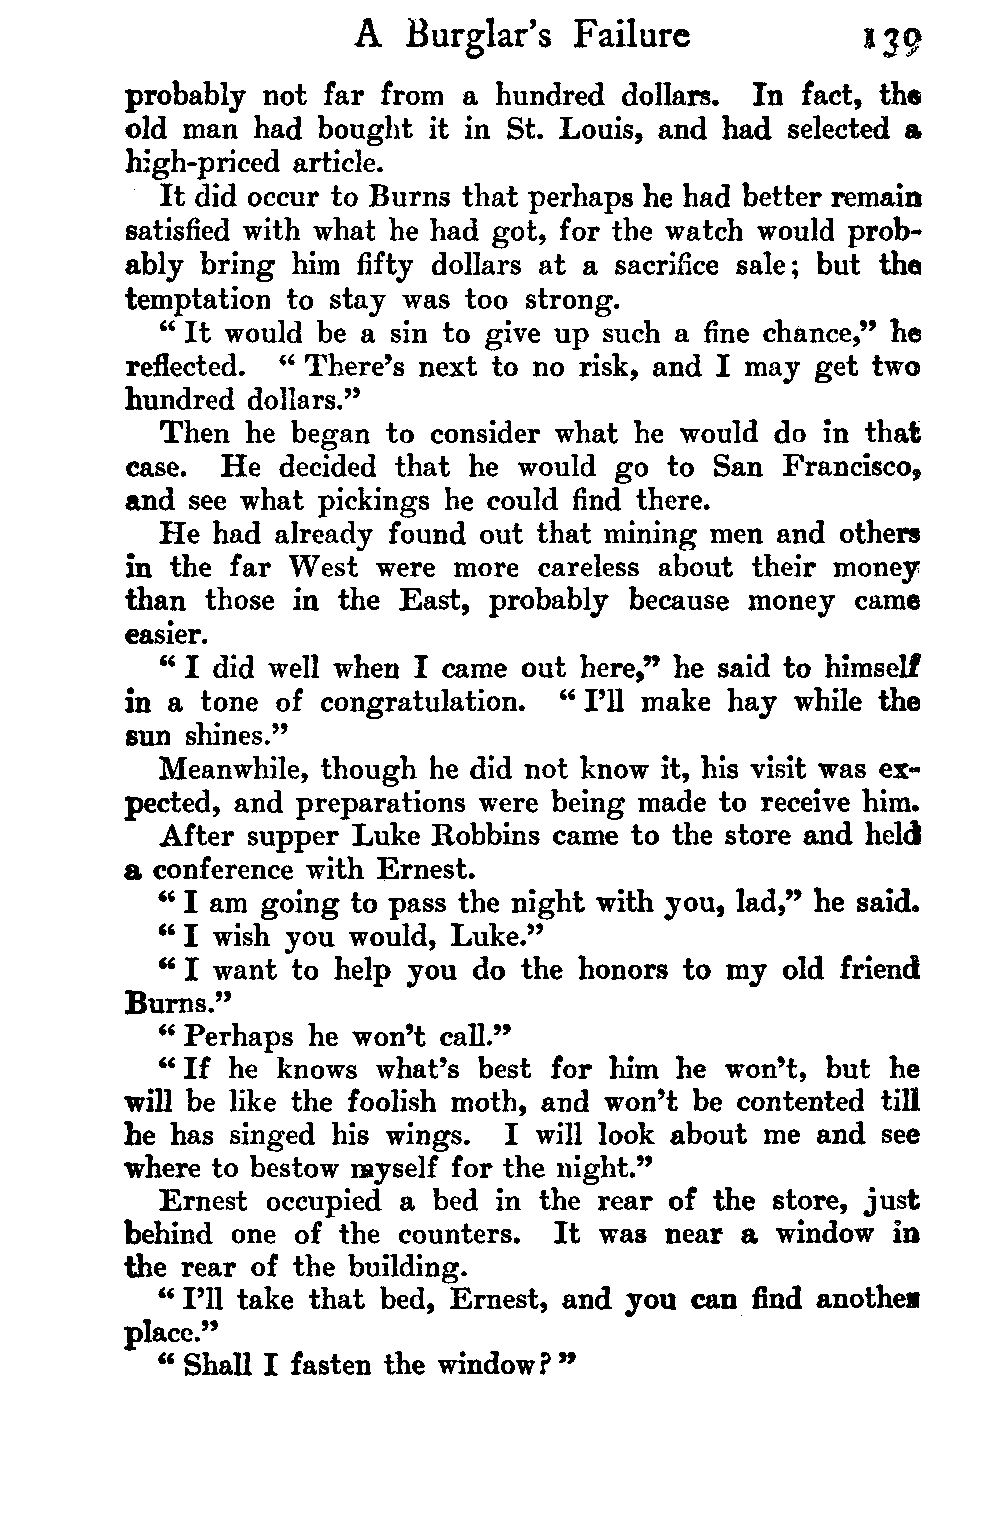 A Burglar's Failure 139
probably not far from a hundred dollars. In fact, the
old man had bought it in St. Louis, and had selected a
high-priced article.
It did occur to Burns that perhaps he had better remain
satisfied with what he had got, for the watch would prob-
ably bring him fifty dollars at a sacrifice sale; but the
temptation to stay was too strong.
“ It would be a sin to give up such a fine chance,” he
reflected. “ There’s next to no risk, and I may get two
hundred dollars.”
Then he began to consider what he would do in that
case. He decided that he would go to San Francisco,
and see what pickings he could find there.
He had already found out that mining men and others
in the far West were more careless about their money
than those in the East, probably because money came
easier.
“ I did well when I came out here,” he said to himself
in a tone of congratulation. “ I’ll make hay while the
sun shines.”
Meanwhile, though he did not know it, his visit was ex-
pected, and preparations were being made to receive him.
After supper Luke Robbins came to the store and held
a conference with Ernest.
“ I am going to pass the night with you, lad,” he said.
“ I wish you would, Luke.”
“ I want to help you do the honors to my old friend
Burns.”
“ Perhaps he won’t call.”
“ If he knows what’s best for him he won’t, but he
will be like the foolish moth, and won’t be contented till
he has singed his wings. I will look about me and see
where to bestow myself for the night.”
Ernest occupied a bed in the rear of the store, just
behind one of the counters. It was near a window in
the rear of the building.
“ I’ll take that bed, Ernest, and you can find another
place.”
“ Shall I fasten the window? ”